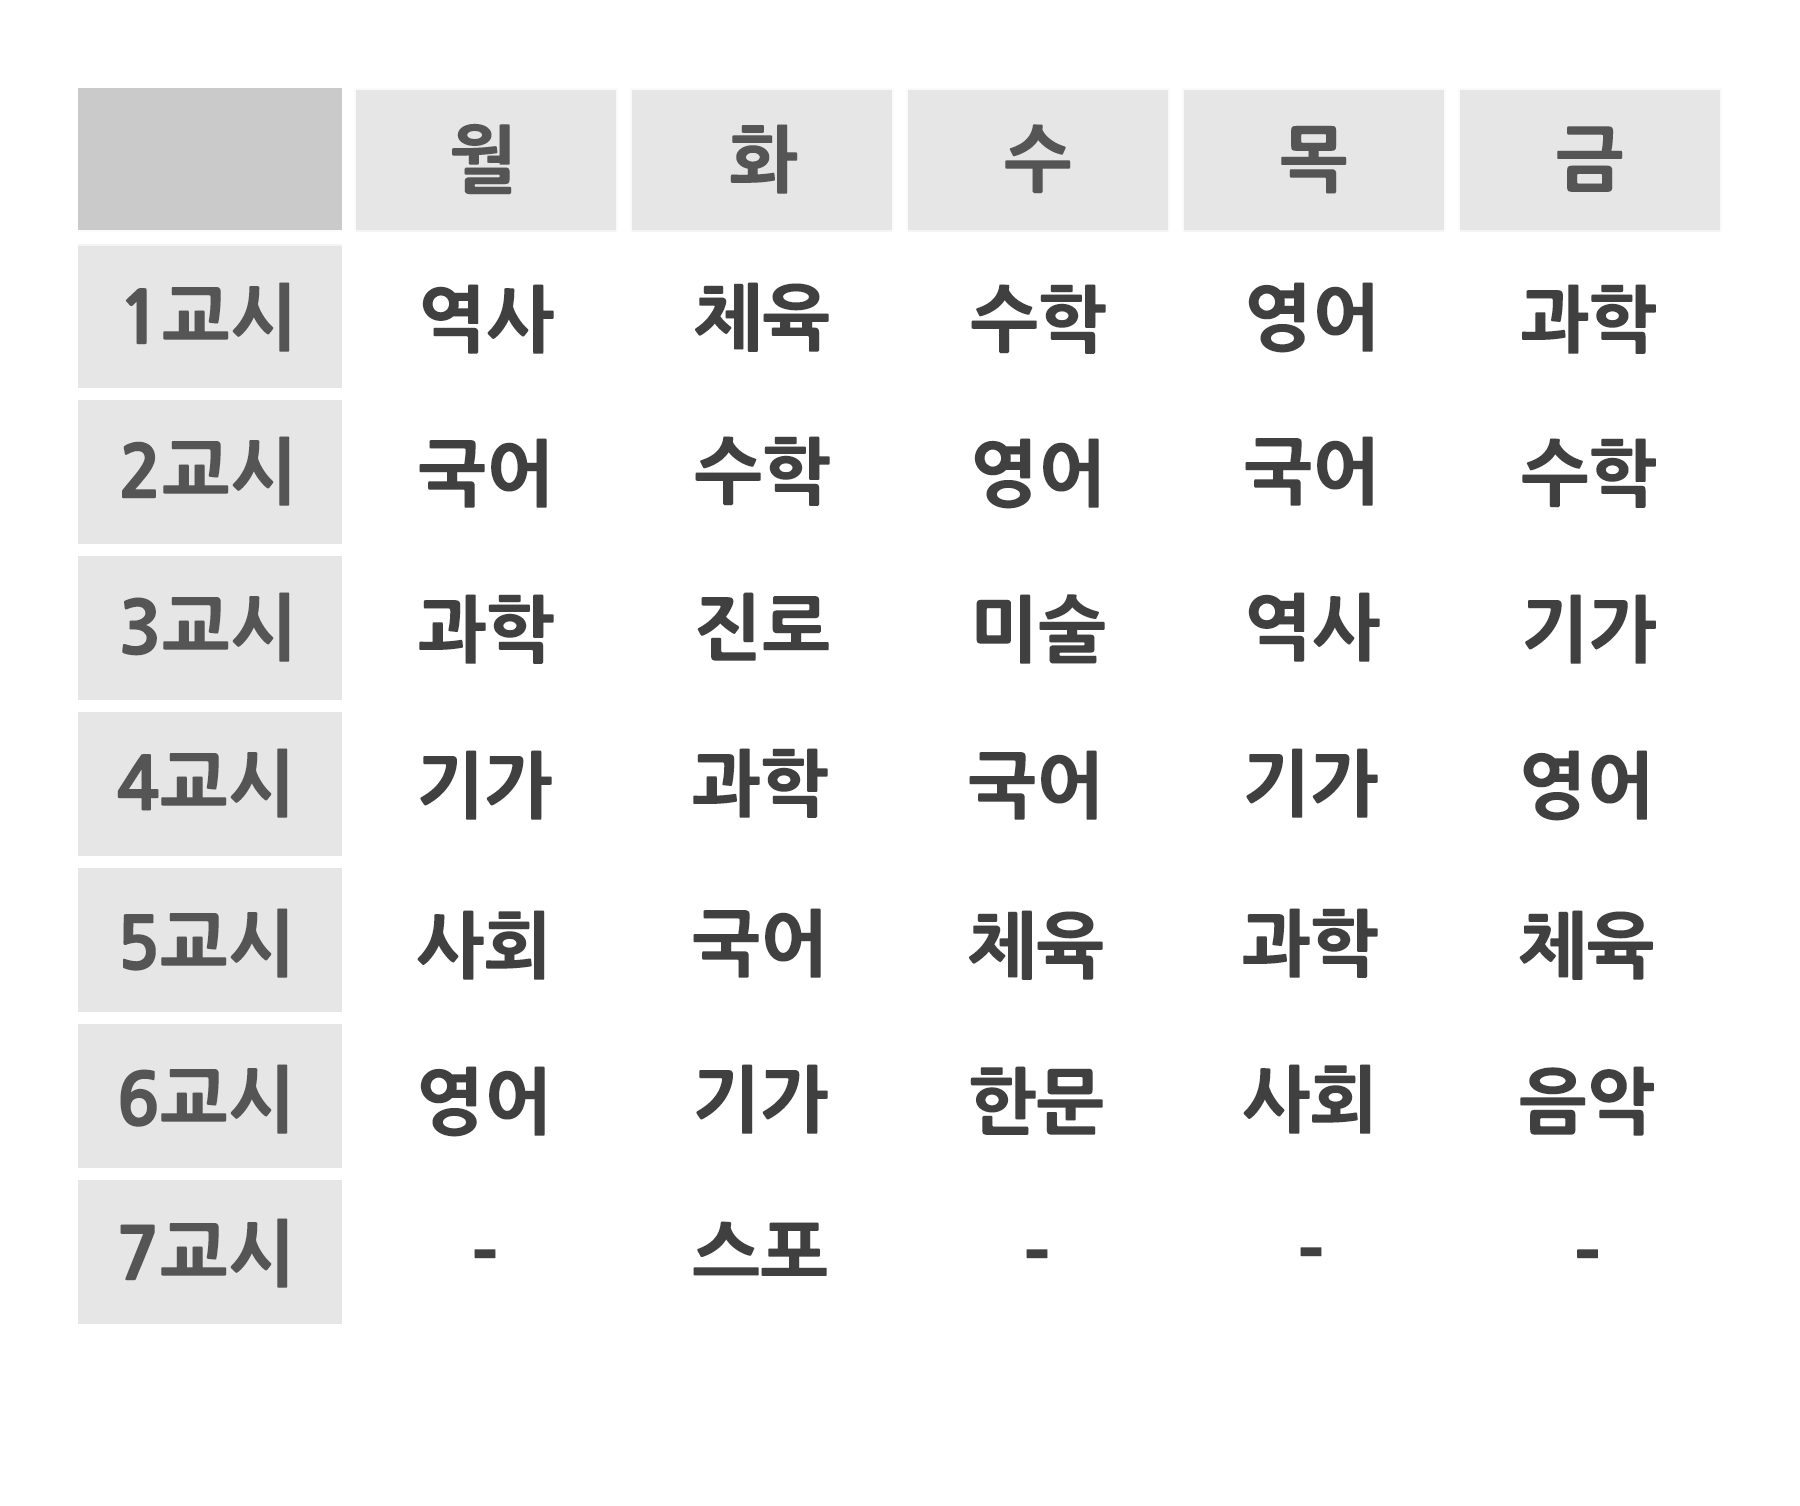 월 화 수 목 금
1교시 역사 체육 수학 영어 과학
2교시 국어 수학 영어 국어 수학
3교시 과학 진로 미술 역사 기가
4교시 기가 과학 국어 기가 영어
5교시 사회 국어 체육 과학 체육
6교시 영어 기가 한문 사회 음악
7교시 - 스포 - - -